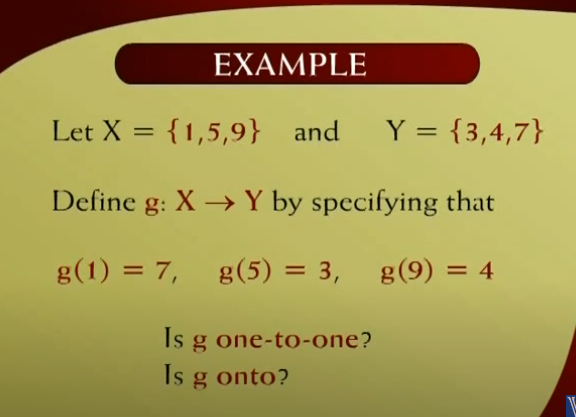 EXAMPLE
Let X = {1,5,9} and Y = {3,4,7}
Define g: X → Y by specifying that
g(1) = 7, g(5) = 3, g(9) = 4
Is g one-to-one?
Is g onto?